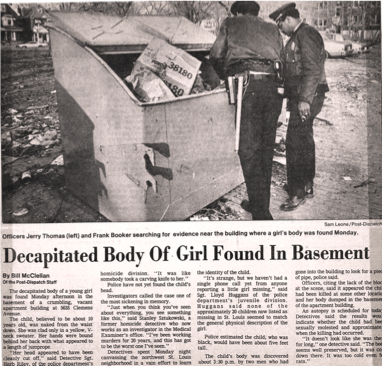 38180
38180
Sam Leone/Post-Dispatch
Officers Jerry Thomas (left) and Frank Booker searching for evidence near the building where a girl's body was found Monday.
Decapitated Body Of Girl Found In Basement
By Bill McClellan
Of the Post-Dispatch Staff
The decapitated body of a young girl
was found Monday afternoon in the
basement of a crumbling, vacant
apartment building at 5635 Clemens
Avenue.
The child, believed to be about 10
years old, was naked from the waist
down. She was clad only in a yellow, V-
neck sweater. Her hands were bound
behind her back with what appeared to
a length of
"Her head appeared to have been
cleanly cut off," said Detective Sgt.
Herb Riley, of the police department's
homicide division. "It was like
somebody took a carving knife to her."
Police have not yet found the child's
head.
Investigators called the case one of
the most sickening in memory.
"Just when you think you've seen
about everything, you see something
like this," said Stanley Sztukowski, a
former homicide detective who now
works as an investigator in the Medical
Examiner's office. "I've been working
murders for 20 years, and this has got
to be the worst one I've seen."
Detectives spent Monday night
canvassing the northwest St. Louis
neighborhood in a vain effort to learn
the identity of the child.
"It's strange, but we haven't had a
single phone call yet from anyone
reporting a little girl missing," said
Sgt. Lloyd Huggans of the police
department's juvenile division.
Huggans said none of the
approximately 20 children now listed as
missing in St. Louis seemed to match
the general physical description of the
girl.
Police estimated the child, who was
black, would have been about five feet
tall.
The child's body was discovered
about 3:30 p.m. by two men who had
gone into the building to look for a piece
of pipe, police said.
Officers, citing the lack of blood
at the scene, said it appeared the child
had been killed at some other location
and her body dumped in the basement
of the apartment building.
An autopsy is scheduled for today.
Detectives said the results
indicate whether the child had been
sexually molested and approximately
when the killing had occurred.
"It doesn't look like she was there
for long," one detective said. "The body
seems well preserved, but it was cool
down there. It was too cold even for
rats."